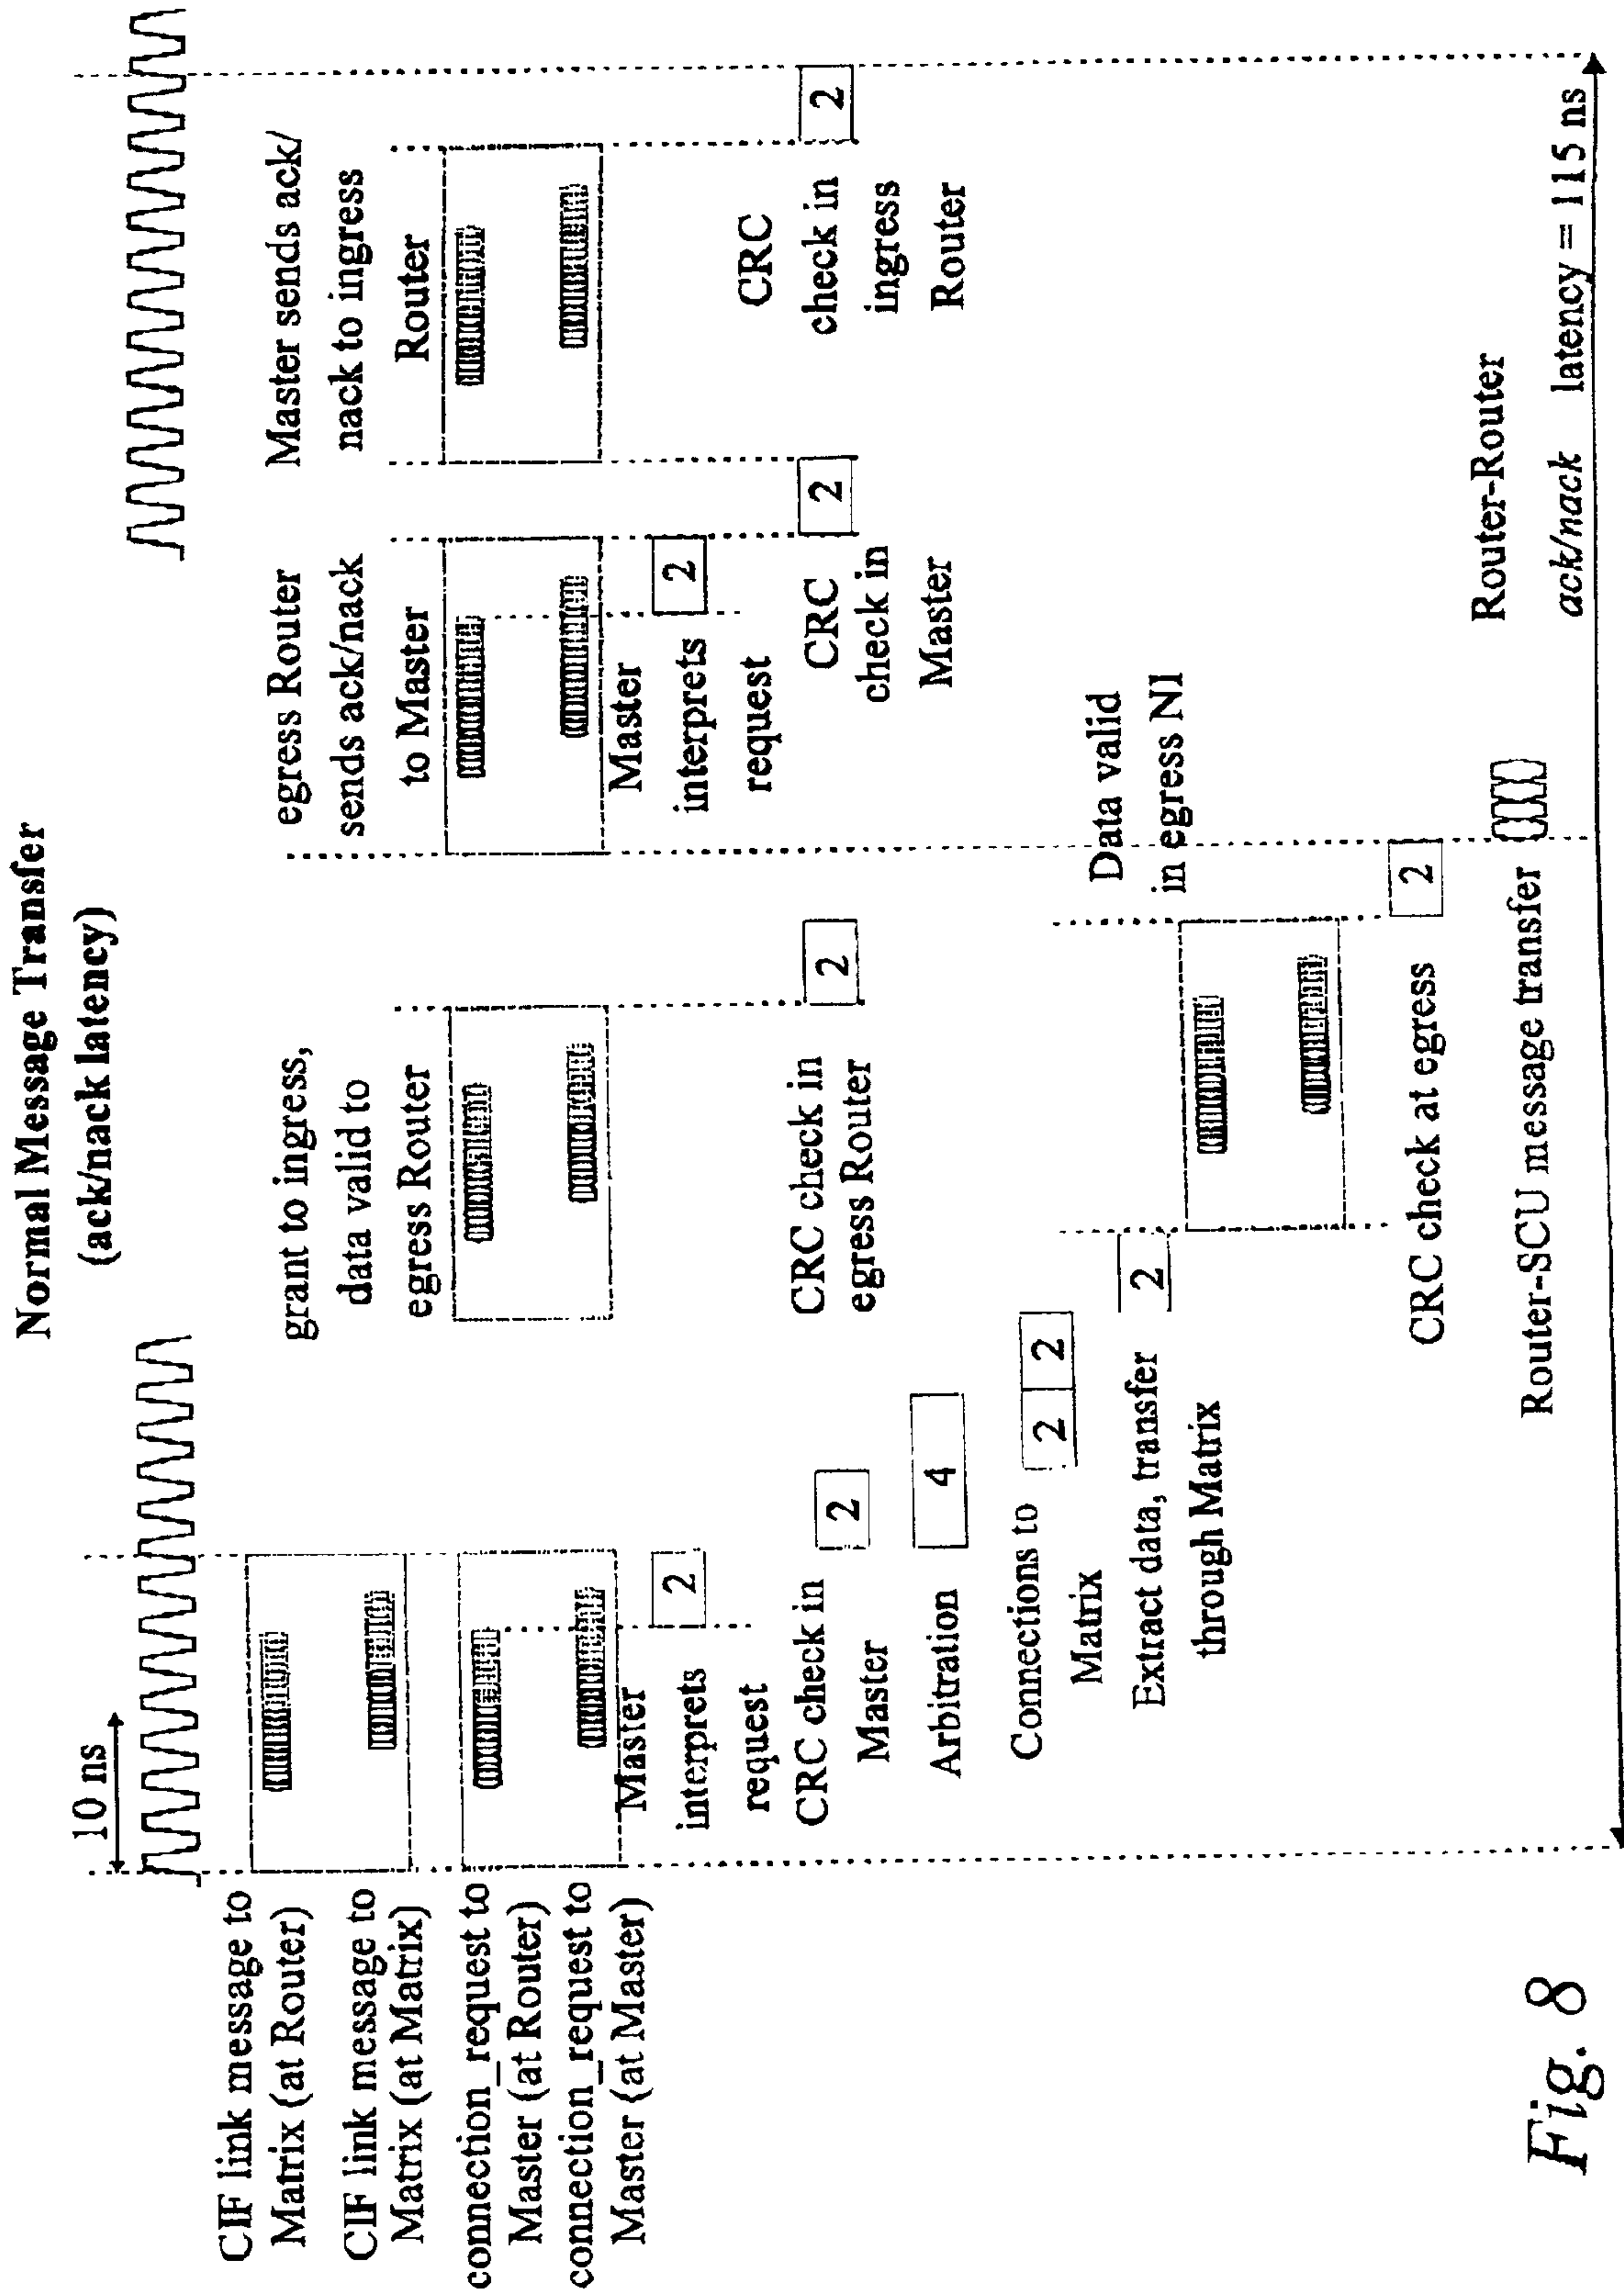 Normal Message Transfer
(ack/nack latency)
10 ns
CIF link message to
Matrix (at Router)
CIF link message to
Matrix (at Matrix)
connection_request to
Master (at Router)
connection_request to
Master (at Master)
Master
interprets
request
2
CRC check in
Master
2
Arbitration
4
Connections to
Matrix
2 2
Extract data, transfer
through Matrix
2
grant to ingress,
data valid to
egress Router
CRC check in
egress Router
2
Data valid
in egress NI
CRC check at egress
2
egress Router
sends ack/nack
to Master
Master
interprets
request
2
CRC
check in
Master
2
Master sends ack/
nack to ingress
Router
CRC
check in
ingress
Router
2
Router-SCU message transfer
Router-Router
ack/nack latency = 115 ns
Fig. 8